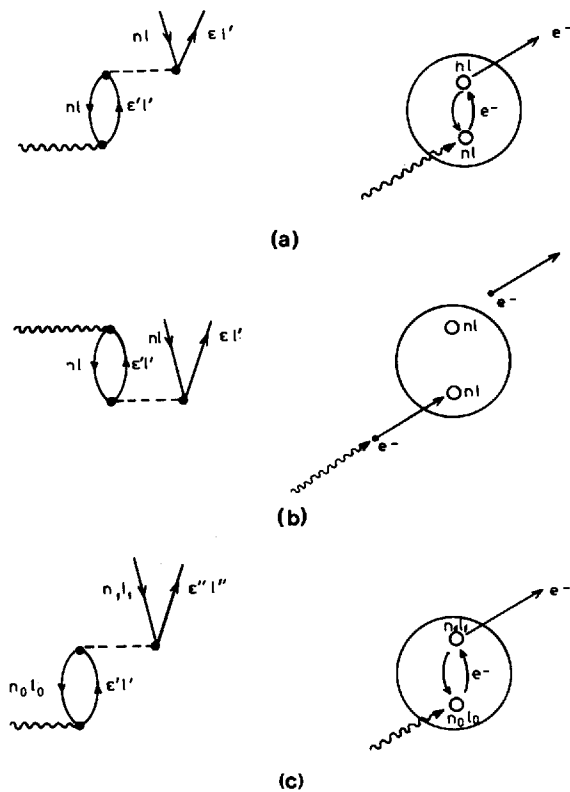 nl εl' e⁻
nl ε'l' nl e⁻ nl
(a)
nl εl' e⁻
nl ε'l' nl nl
e⁻
(b)
n₁l₁ ε"l" e⁻
n₀l₀ ε'l' n₁l₁ e⁻ n₀l₀
(c)